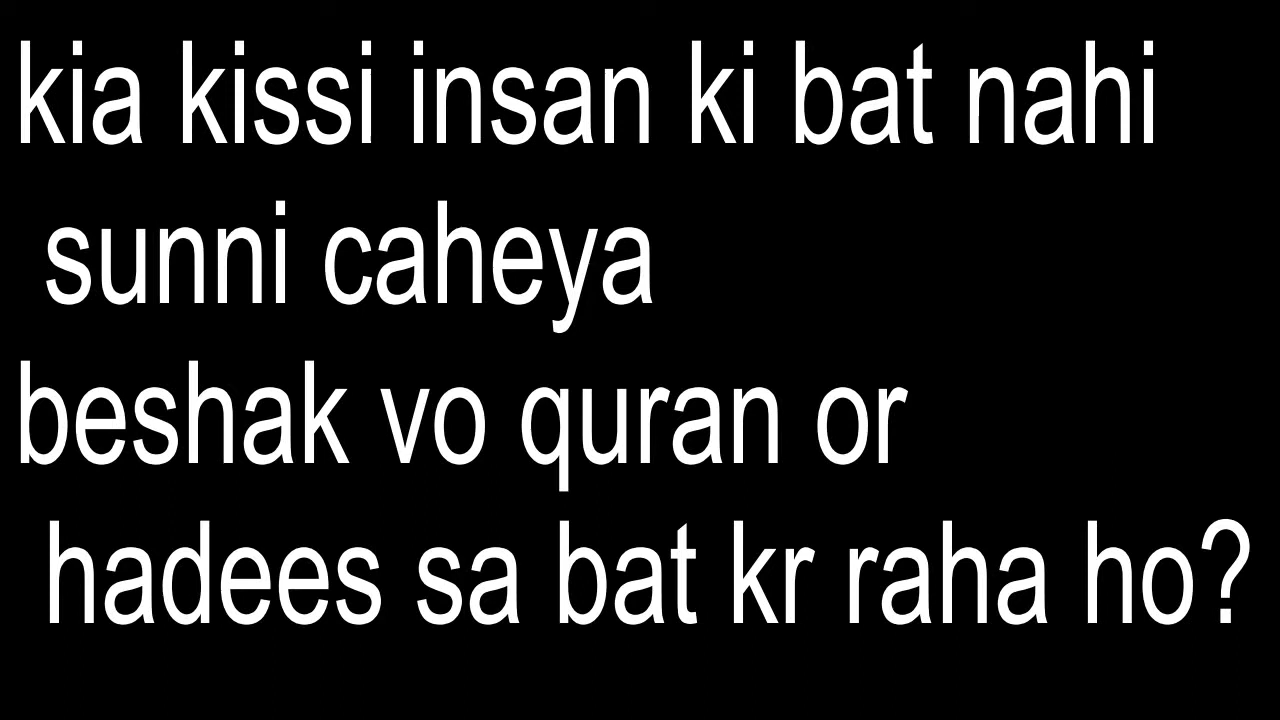 kia kissi insan ki bat nahi
sunni caheya
beshak vo quran or
hadees sa bat kr raha ho?